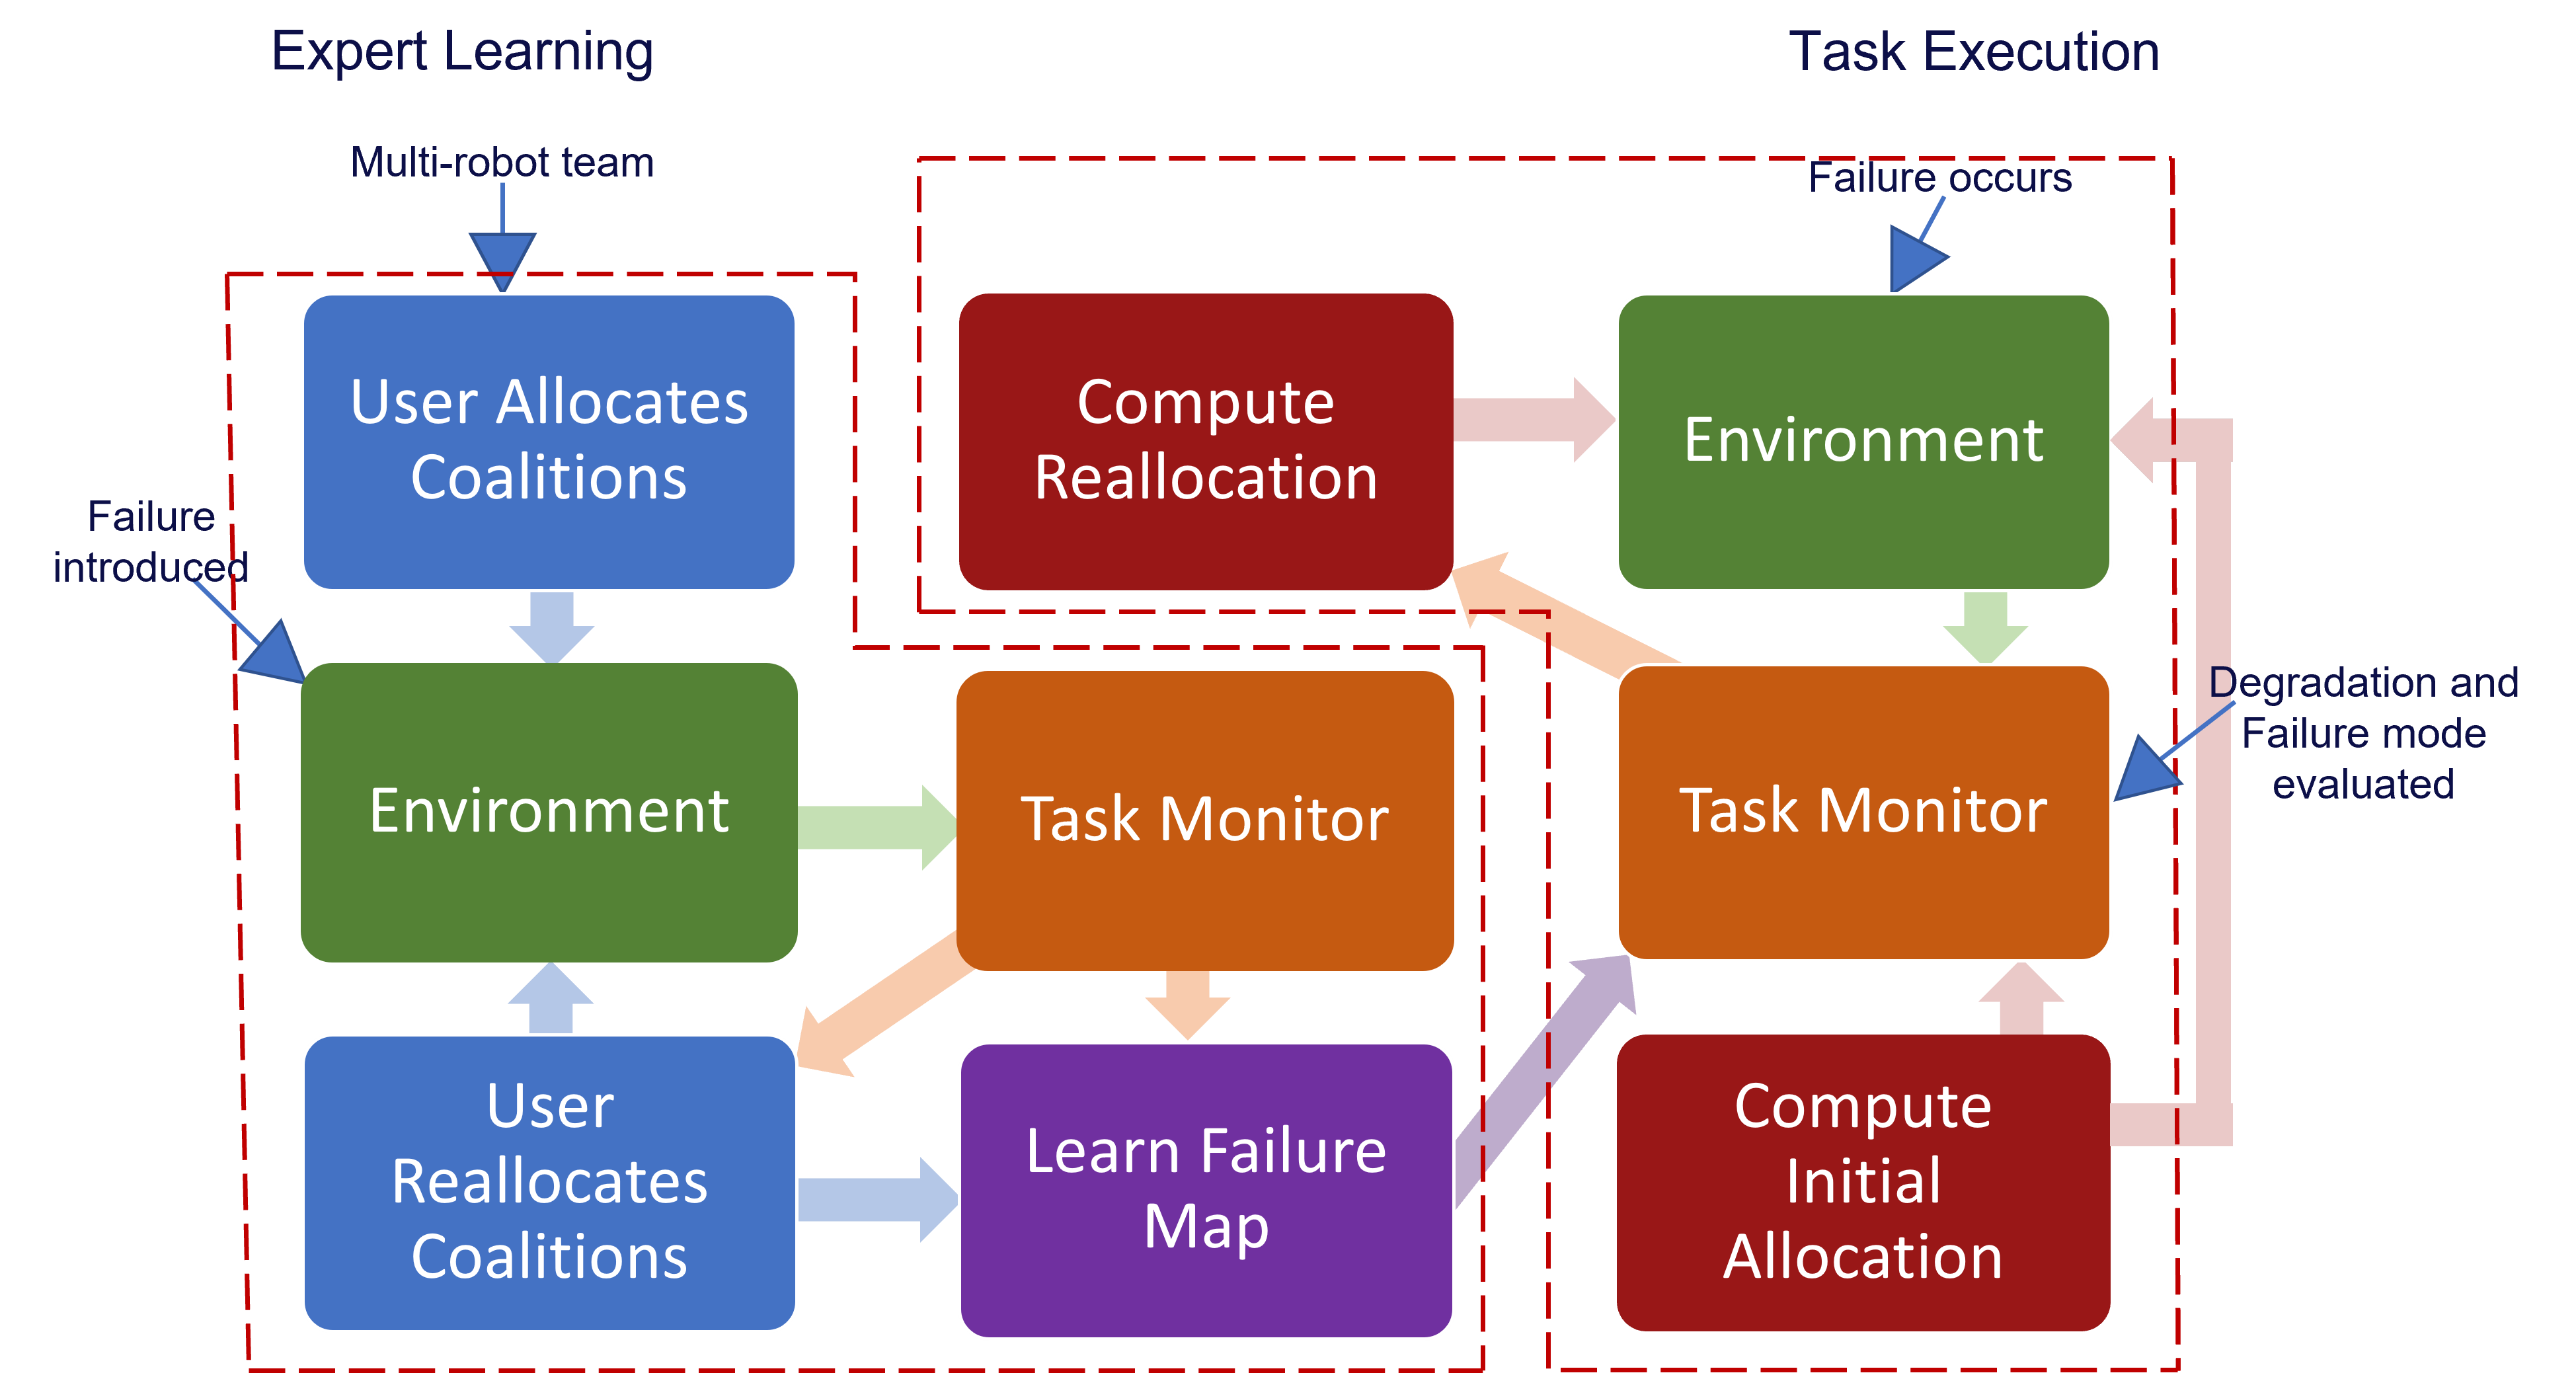 Expert Learning
Task Execution
Multi-robot team
Failure occurs
User Allocates
Coalitions
Compute
Reallocation
Environment
Failure
introduced
Environment
Task Monitor
Task Monitor
Degradation and
Failure mode
evaluated
User
Reallocates
Coalitions
Learn Failure
Map
Compute
Initial
Allocation